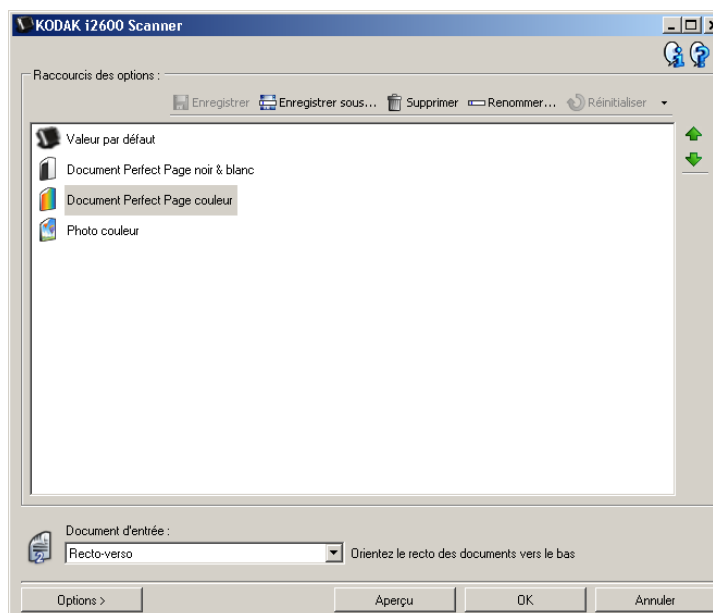 KODAK i2600 Scanner
Raccourcis des options :
Enregistrer Enregistrer sous... Supprimer Renommer... Réinitialiser
Valeur par défaut
Document Perfect Page noir & blanc
Document Perfect Page couleur
Photo couleur
Document d'entrée :
Recto-verso Orientez le recto des documents vers le bas
Options > Aperçu OK Annuler